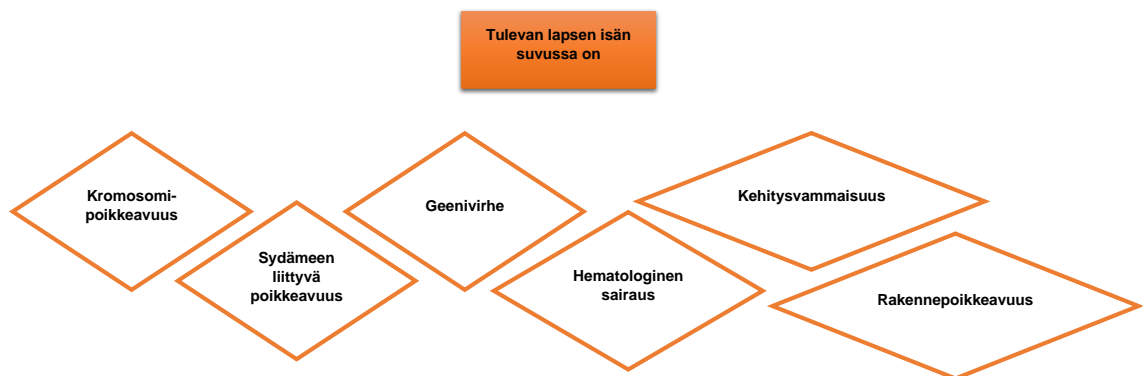 Tulevan lapsen isän
suvussa on
Kromosomi-
poikkeavuus
Sydämeen
liittyvä
poikkeavuus
Geenivirhe
Hematologinen
sairaus
Kehitysvammaisuus
Rakennepoikkeavuus